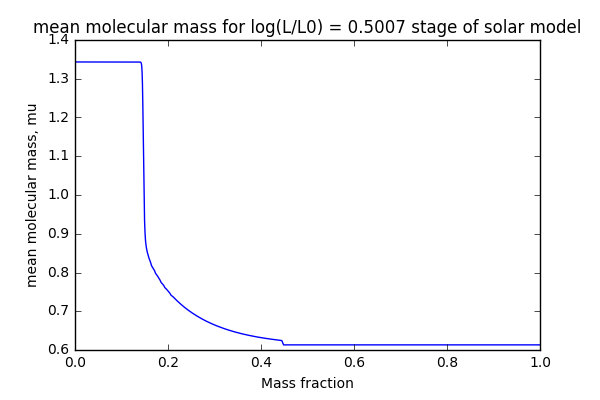 mean molecular mass for log(L/L0) = 0.5007 stage of solar model
1.4
1.3
1.2
1.1
1.0
0.9
0.8
0.7
0.6
mean molecular mass, mu
0.0 0.2 0.4 0.6 0.8 1.0
Mass fraction